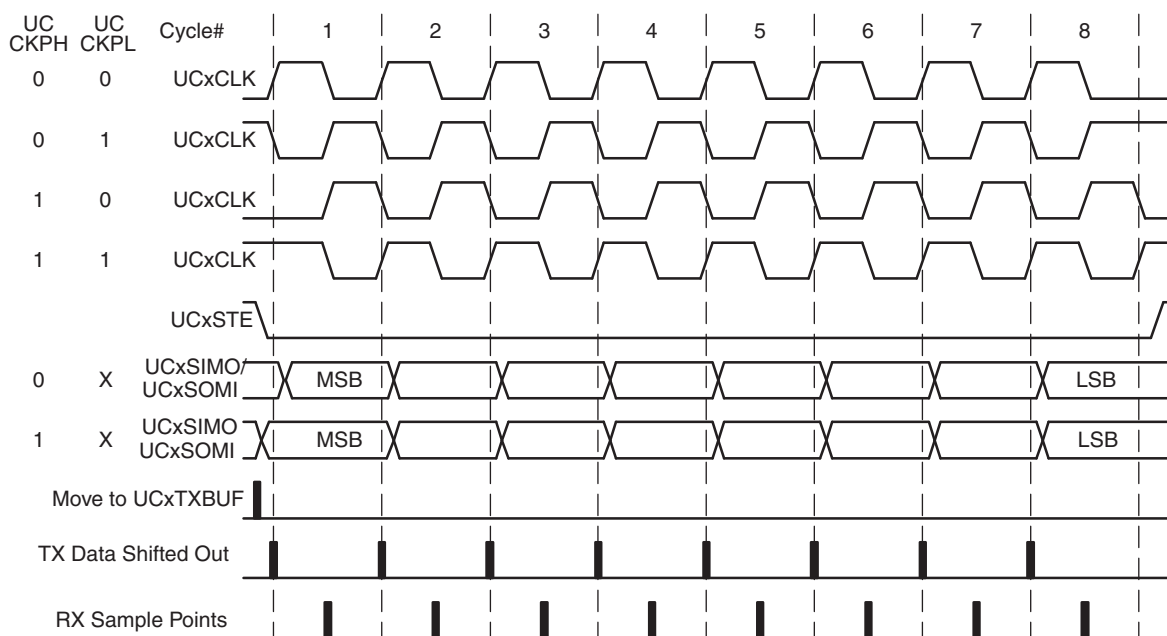 UC CKPH UC CKPL Cycle# 1 2 3 4 5 6 7 8
0 0 UCxCLK
0 1 UCxCLK
1 0 UCxCLK
1 1 UCxCLK
UCxSTE
0 X UCxSIMO/ UCxSOMI MSB LSB
1 X UCxSIMO UCxSOMI MSB LSB
Move to UCxTXBUF
TX Data Shifted Out
RX Sample Points